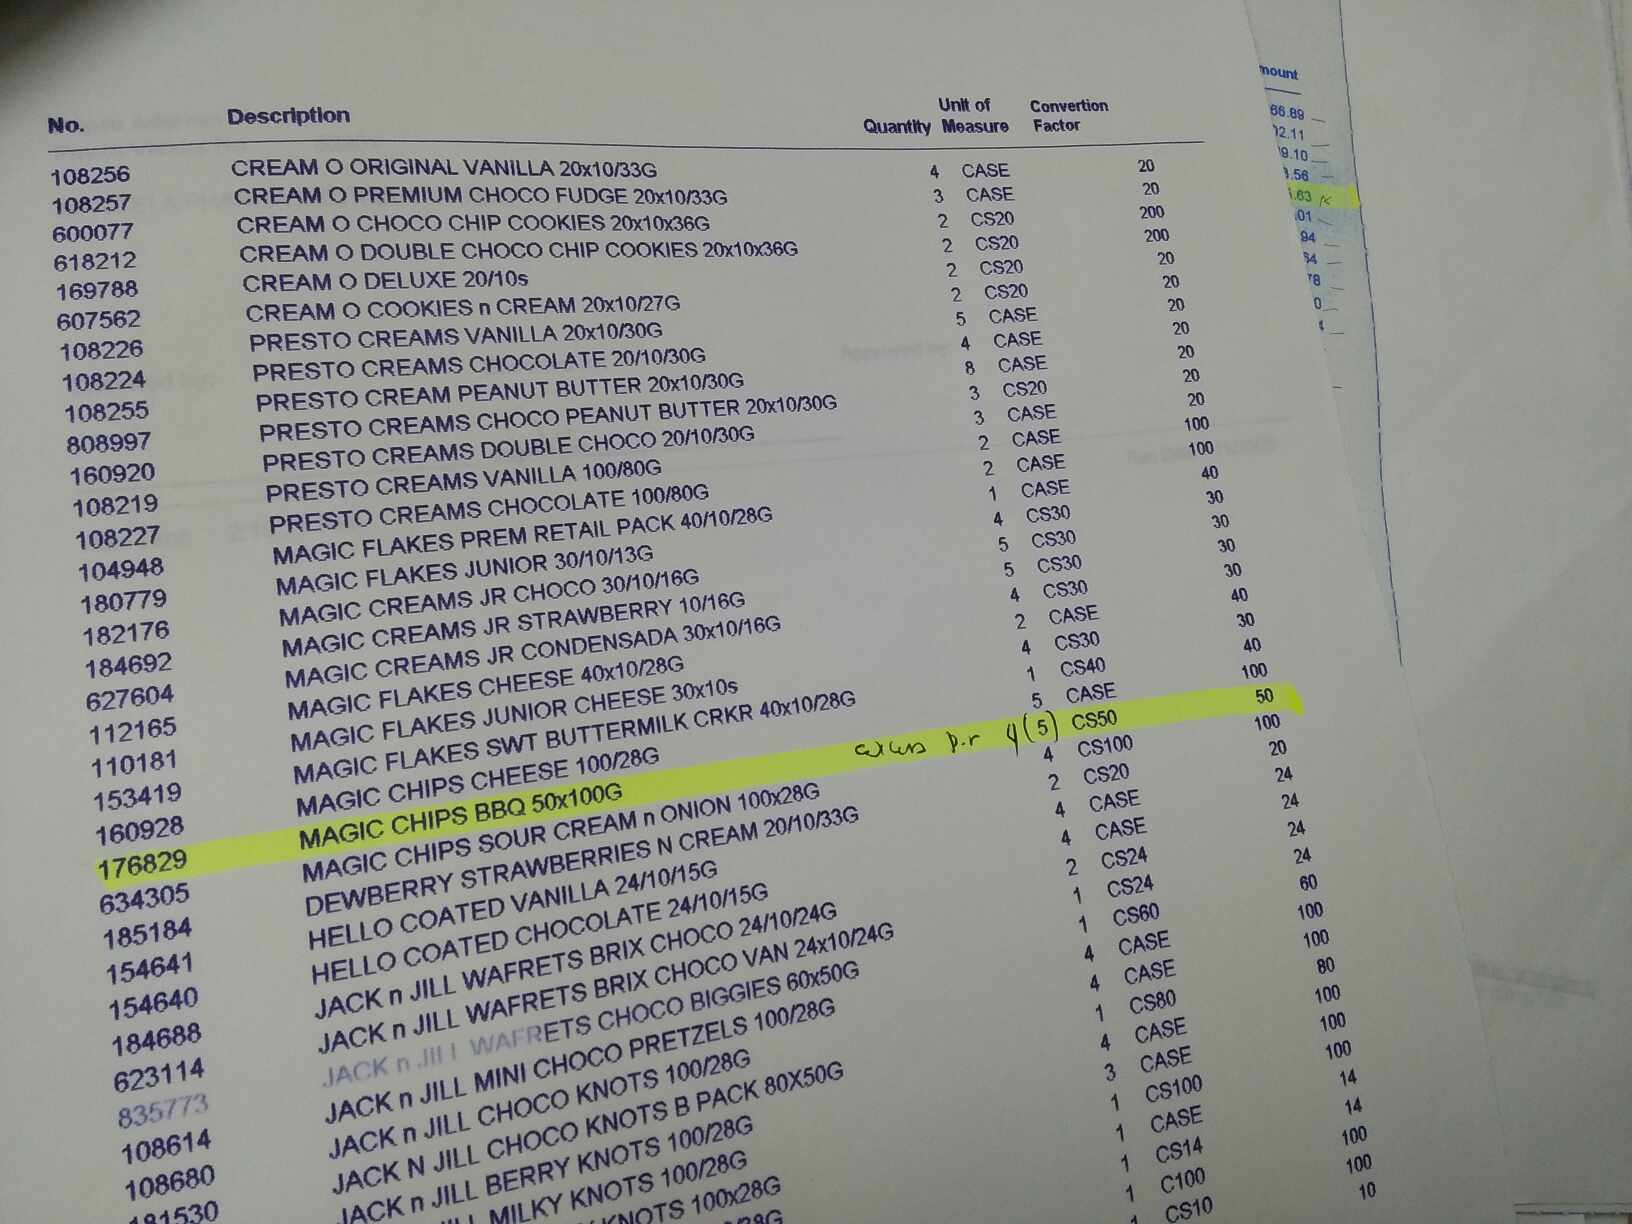 mount
No. Description Quantity Unit of Measure Convertion Factor
108256 CREAM O ORIGINAL VANILLA 20x10/33G 4 CASE 20
108257 CREAM O PREMIUM CHOCO FUDGE 20x10/33G 3 CASE 20
600077 CREAM O CHOCO CHIP COOKIES 20x10x36G 2 CS20 200
618212 CREAM O DOUBLE CHOCO CHIP COOKIES 20x10x36G 2 CS20 200
169788 CREAM O DELUXE 20/10s 2 CS20 20
607562 CREAM O COOKIES n CREAM 20x10/27G 2 CS20 20
108226 PRESTO CREAMS VANILLA 20x10/30G 5 CASE 20
108224 PRESTO CREAMS CHOCOLATE 20/10/30G 4 CASE 20
108255 PRESTO CREAM PEANUT BUTTER 20x10/30G 8 CASE 20
808997 PRESTO CREAMS CHOCO PEANUT BUTTER 20x10/30G 3 CS20 20
160920 PRESTO CREAMS DOUBLE CHOCO 20/10/30G 3 CASE 20
108219 PRESTO CREAMS VANILLA 100/80G 2 CASE 100
108227 PRESTO CREAMS CHOCOLATE 100/80G 2 CASE 100
104948 MAGIC FLAKES PREM RETAIL PACK 40/10/28G 1 CASE 40
180779 MAGIC FLAKES JUNIOR 30/10/13G 4 CS30 30
182176 MAGIC CREAMS JR CHOCO 30/10/16G 5 CS30 30
184692 MAGIC CREAMS JR STRAWBERRY 10/16G 5 CS30 30
627604 MAGIC CREAMS JR CONDENSADA 30x10/16G 4 CS30 30
112165 MAGIC FLAKES CHEESE 40x10/28G 2 CASE 40
110181 MAGIC FLAKES JUNIOR CHEESE 30x10s 4 CS30 30
153419 MAGIC FLAKES SWT BUTTERMILK CRKR 40x10/28G 1 CS40 40
160928 MAGIC CHIPS CHEESE 100/28G 5 CASE 100
176829 MAGIC CHIPS BBQ 50x100G p.r 4 (5) CS50 50
634305 MAGIC CHIPS SOUR CREAM n ONION 100x28G 4 CS100 100
185184 DEWBERRY STRAWBERRIES N CREAM 20/10/33G 2 CS20 20
154641 HELLO COATED VANILLA 24/10/15G 4 CASE 24
154640 HELLO COATED CHOCOLATE 24/10/15G 4 CASE 24
184688 JACK n JILL WAFRETS BRIX CHOCO 24/10/24G 2 CS24 24
623114 JACK n JILL WAFRETS BRIX CHOCO VAN 24x10/24G 1 CS24 24
835773 JACK n JILL WAFRETS CHOCO BIGGIES 60x50G 1 CS60 60
108614 JACK n JILL MINI CHOCO PRETZELS 100/28G 4 CASE 100
108680 JACK n JILL CHOCO KNOTS 100/28G 4 CASE 100
181530 JACK N JILL CHOCO KNOTS B PACK 80X50G 1 CS80 80
JACK n JILL BERRY KNOTS 100/28G 4 CASE 100
MILKY KNOTS 100/28G 3 CASE 100
KNOTS 100x28G 1 CS100 100
1 CASE 14
1 CS14 14
1 C100 100
CS10 100
10